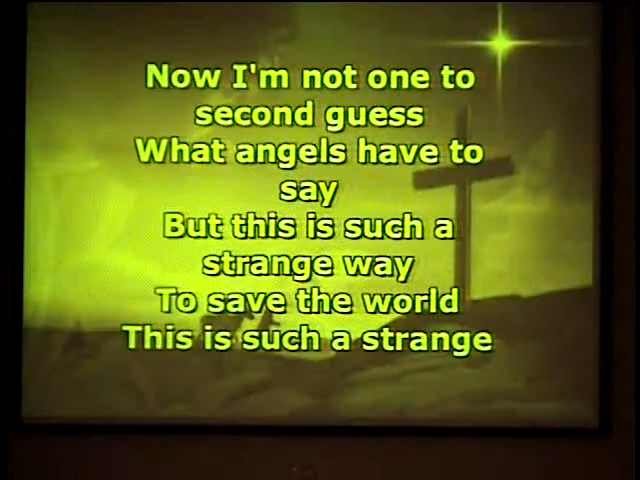 Now I'm not one to
second guess
What angels have to
say
But this is such a
strange way
To save the world
This is such a strange